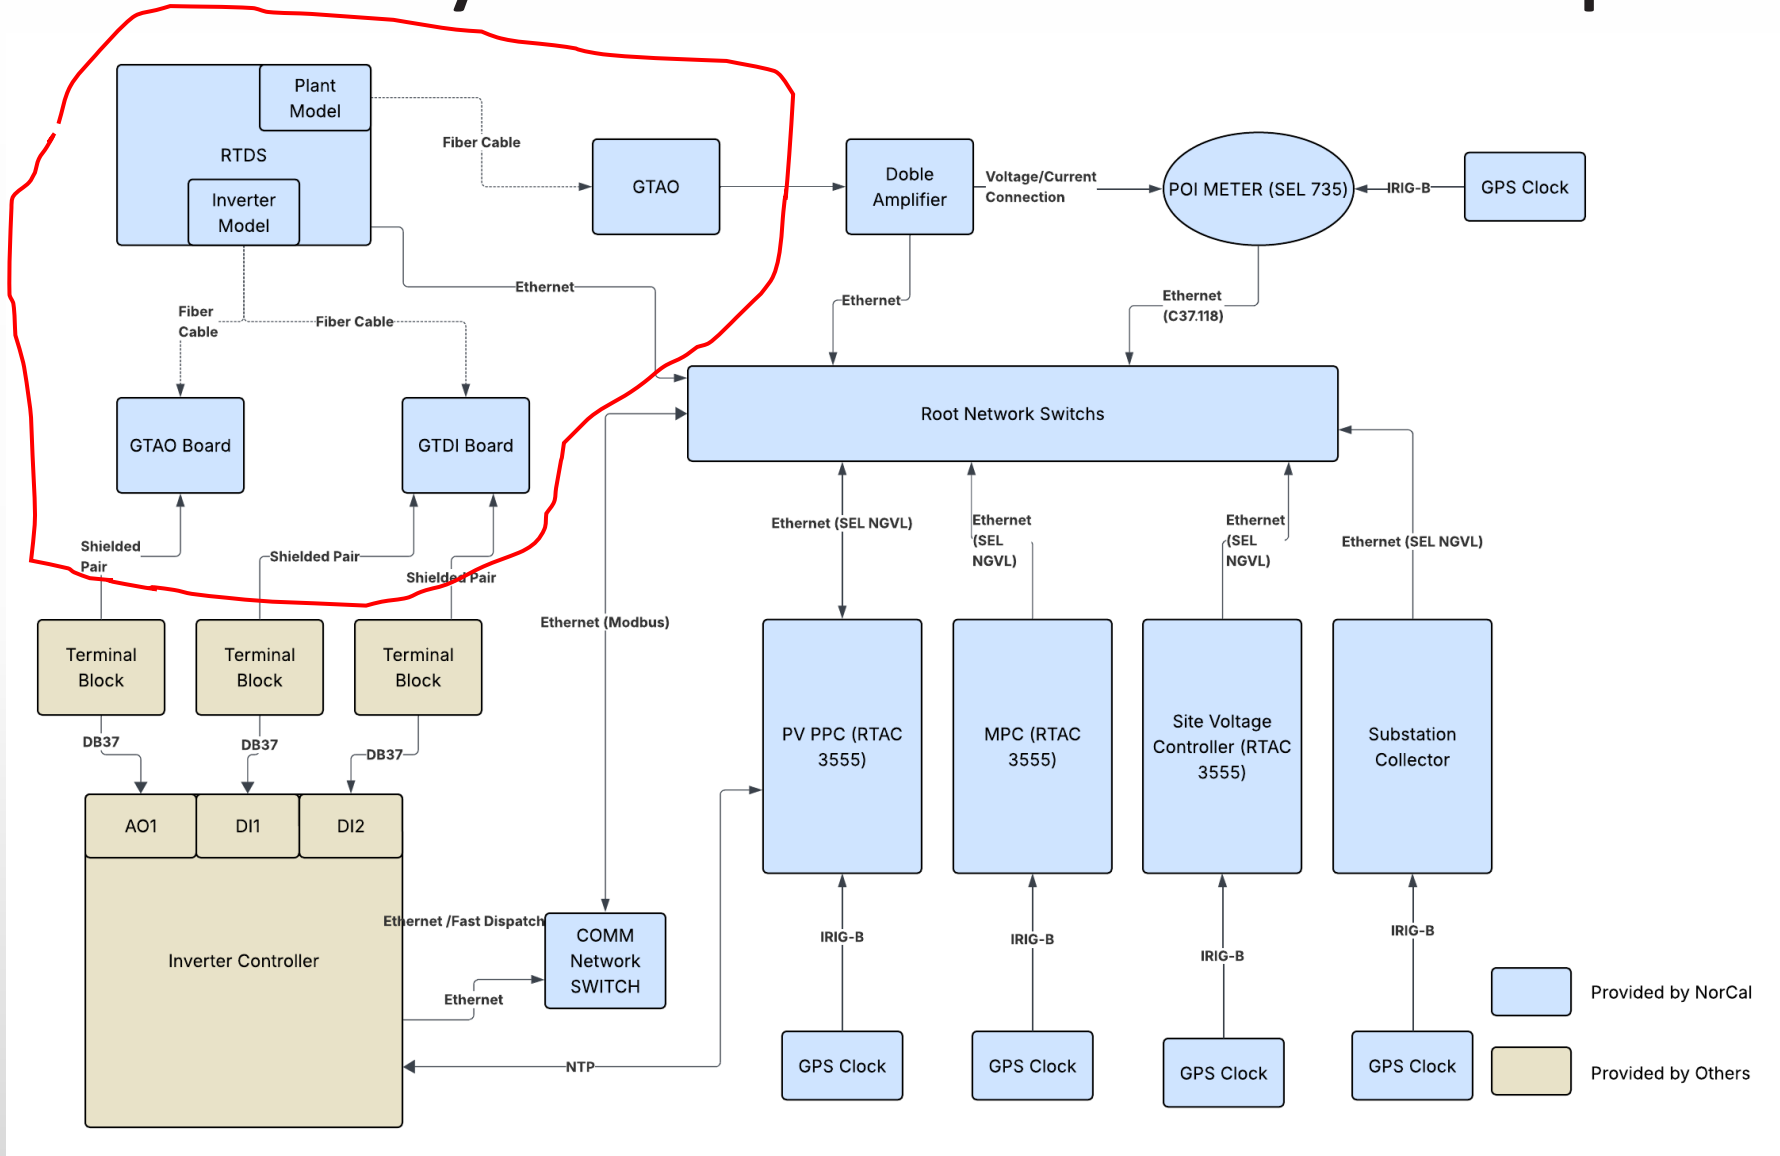 Plant
Model
RTDS
Inverter
Model
Fiber Cable
GTAO
Doble
Amplifier
Voltage/Current
Connection
POI METER (SEL 735)
IRIG-B
GPS Clock
Ethernet
Ethernet
Ethernet
(C37.118)
Fiber
Cable
Fiber Cable
GTAO Board
GTDI Board
Root Network Switchs
Shielded
Pair
Shielded Pair
Shielded Pair
Ethernet (SEL NGVL)
Ethernet
(SEL
NGVL)
Ethernet
(SEL
NGVL)
Ethernet (SEL NGVL)
Ethernet (Modbus)
Terminal
Block
Terminal
Block
Terminal
Block
DB37
DB37
DB37
PV PPC (RTAC
3555)
MPC (RTAC
3555)
Site Voltage
Controller (RTAC
3555)
Substation
Collector
AO1
DI1
DI2
Inverter Controller
Ethernet /Fast Dispatch
COMM
Network
SWITCH
Ethernet
NTP
IRIG-B
IRIG-B
IRIG-B
IRIG-B
GPS Clock
GPS Clock
GPS Clock
GPS Clock
Provided by NorCal
Provided by Others